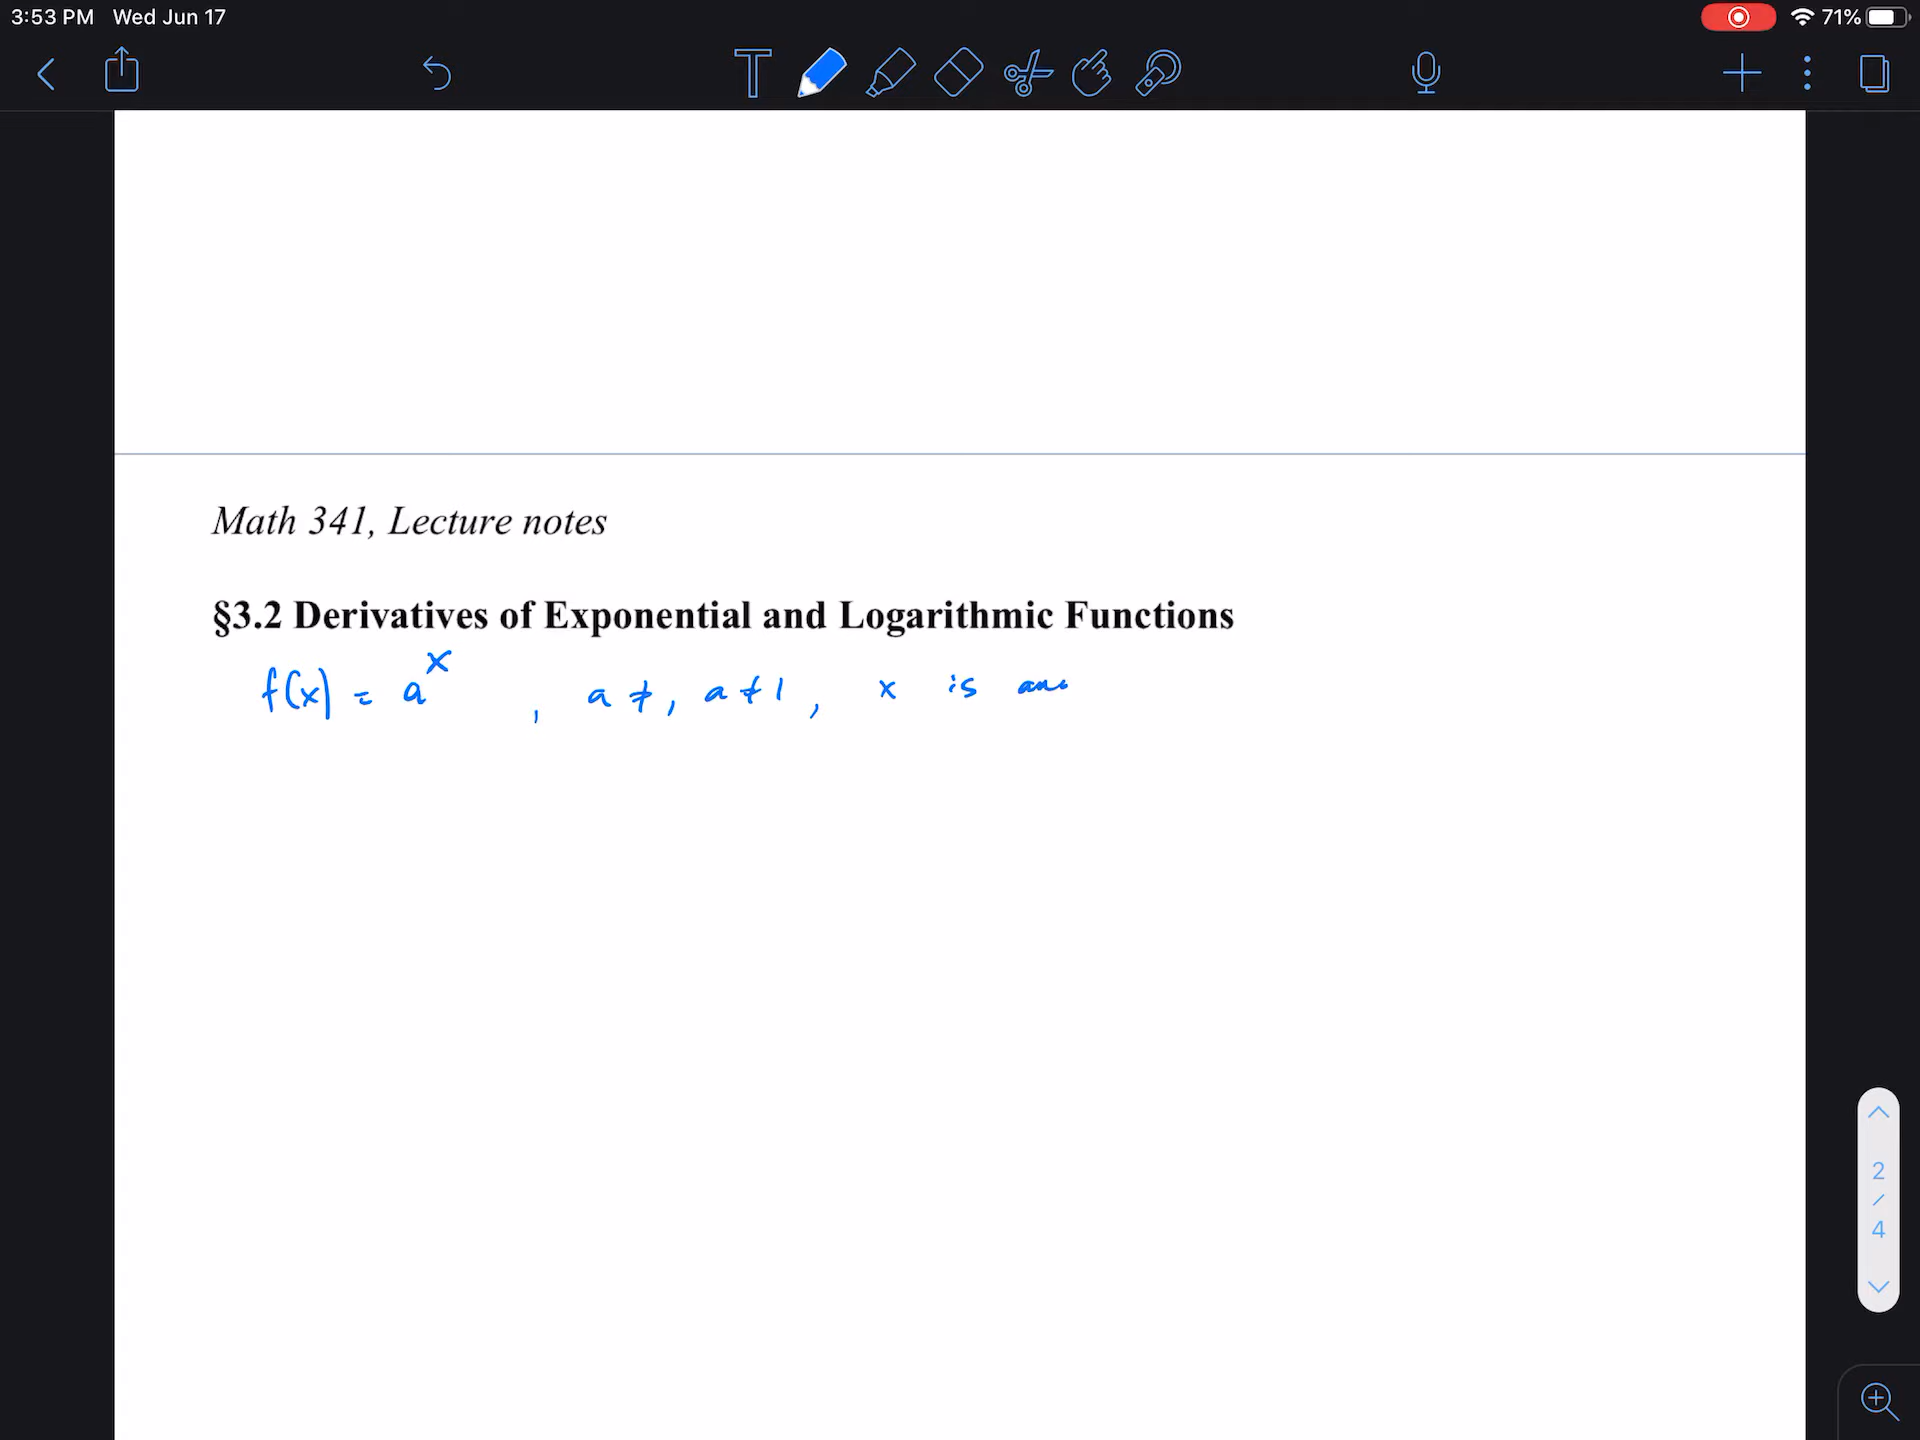 3:53 PM Wed Jun 17 71%
T
Math 341, Lecture notes
§3.2 Derivatives of Exponential and Logarithmic Functions
f(x) = a^x , a ≠, a ≠ 1, x is
2
/
4